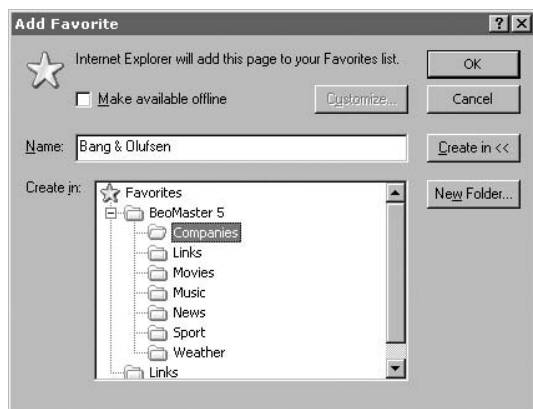 Add Favorite
Internet Explorer will add this page to your Favorites list.
OK
Make available offline
Customize...
Cancel
Name:
Bang & Olufsen
Create in <<
Create in:
Favorites
New Folder...
BeoMaster 5
Companies
Links
Movies
Music
News
Sport
Weather
Links